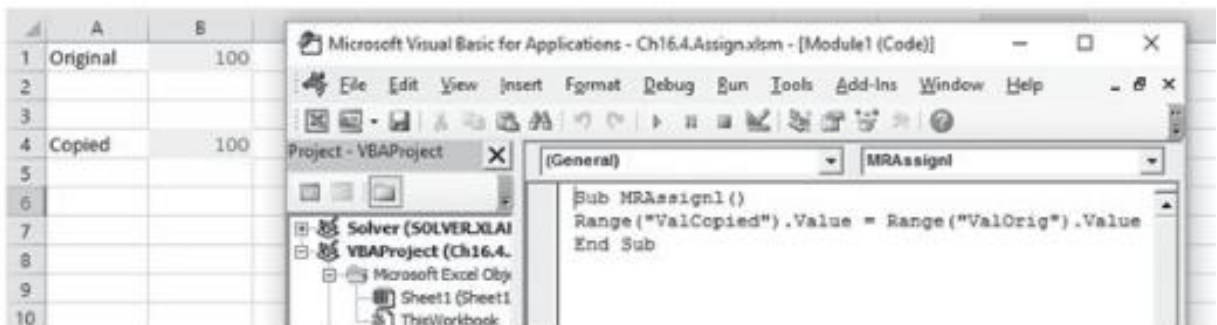 A B
1 Original 100
2
3
4 Copied 100
5
6
7
8
9
10
Microsoft Visual Basic for Applications - Ch16.4.Assign.xlsm - [Module1 (Code)]
File Edit View Insert Format Debug Run Tools Add-Ins Window Help
Project - VBAProject
Solver (SOLVER.XLAI
VBAProject (Ch16.4.
Microsoft Excel Obje
Sheet1 (Sheet1
ThisWorkbook
(General) MRAssign1
Sub MRAssign1()
Range("ValCopied").Value = Range("ValOrig").Value
End Sub